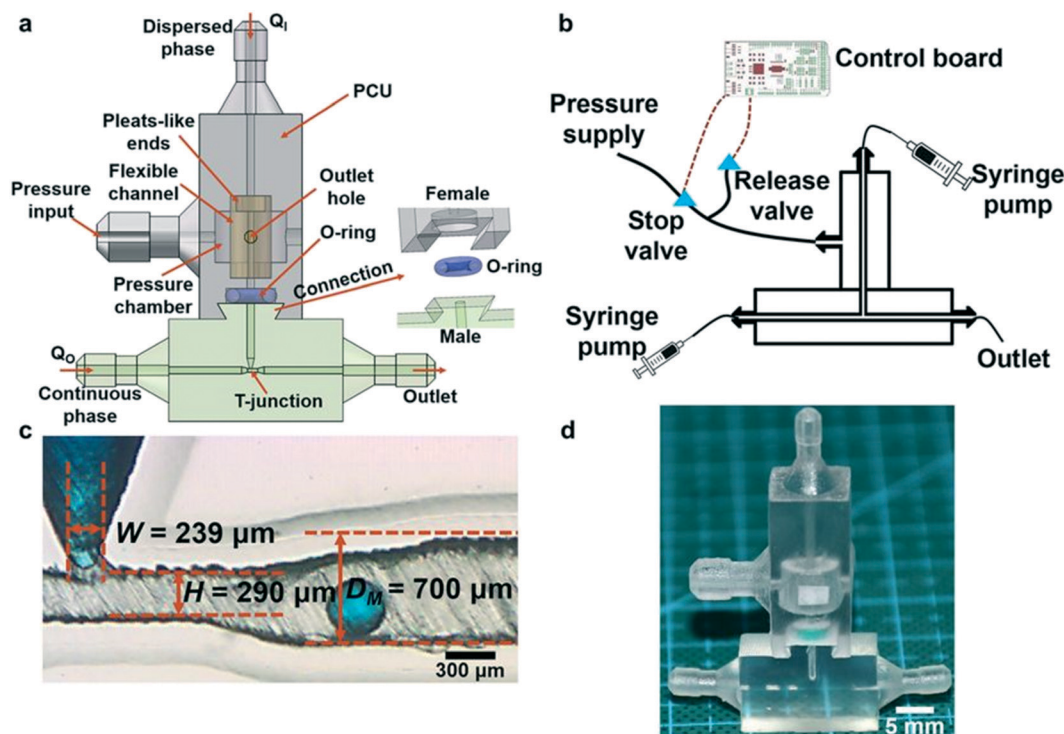 a
Q_I
Dispersed
phase
PCU
Pleats-like
ends
Flexible
channel
Outlet
hole
Pressure
input
O-ring
Pressure
chamber
Connection
Female
O-ring
Male
Q_O
Continuous
phase
T-junction
Outlet
b
Control board
Pressure
supply
Stop
valve
Release
valve
Syringe
pump
Syringe
pump
Outlet
c
W = 239 μm
H = 290 μm
D_M = 700 μm
300 μm
d
5 mm